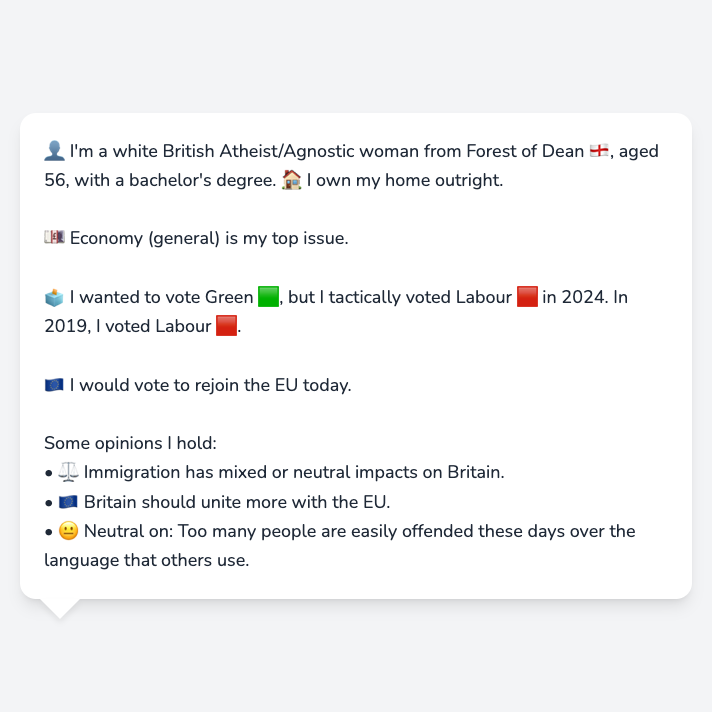 👤 I'm a white British Atheist/Agnostic woman from Forest of Dean 🏴󠁧󠁢󠁥󠁮󠁧󠁿, aged
56, with a bachelor's degree. 🏠 I own my home outright.
💷 Economy (general) is my top issue.
🗳️ I wanted to vote Green 🟩, but I tactically voted Labour 🟥 in 2024. In
2019, I voted Labour 🟥.
🇪🇺 I would vote to rejoin the EU today.
Some opinions I hold:
• ⚖️ Immigration has mixed or neutral impacts on Britain.
• 🇪🇺 Britain should unite more with the EU.
• 😐 Neutral on: Too many people are easily offended these days over the
language that others use.